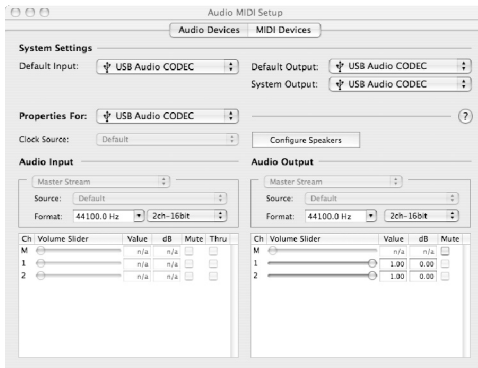 Audio MIDI Setup
Audio Devices MIDI Devices
System Settings
Default Input: USB Audio CODEC
Default Output: USB Audio CODEC
System Output: USB Audio CODEC
Properties For: USB Audio CODEC ?
Clock Source: Default
Configure Speakers
Audio Input
Master Stream
Source: Default
Format: 44100.0 Hz 2ch-16bit
Ch Volume Slider Value dB Mute Thru
M n/a n/a
1 n/a n/a
2 n/a n/a
Audio Output
Master Stream
Source: Default
Format: 44100.0 Hz 2ch-16bit
Ch Volume Slider Value dB Mute
M n/a n/a
1 1.00 0.00
2 1.00 0.00